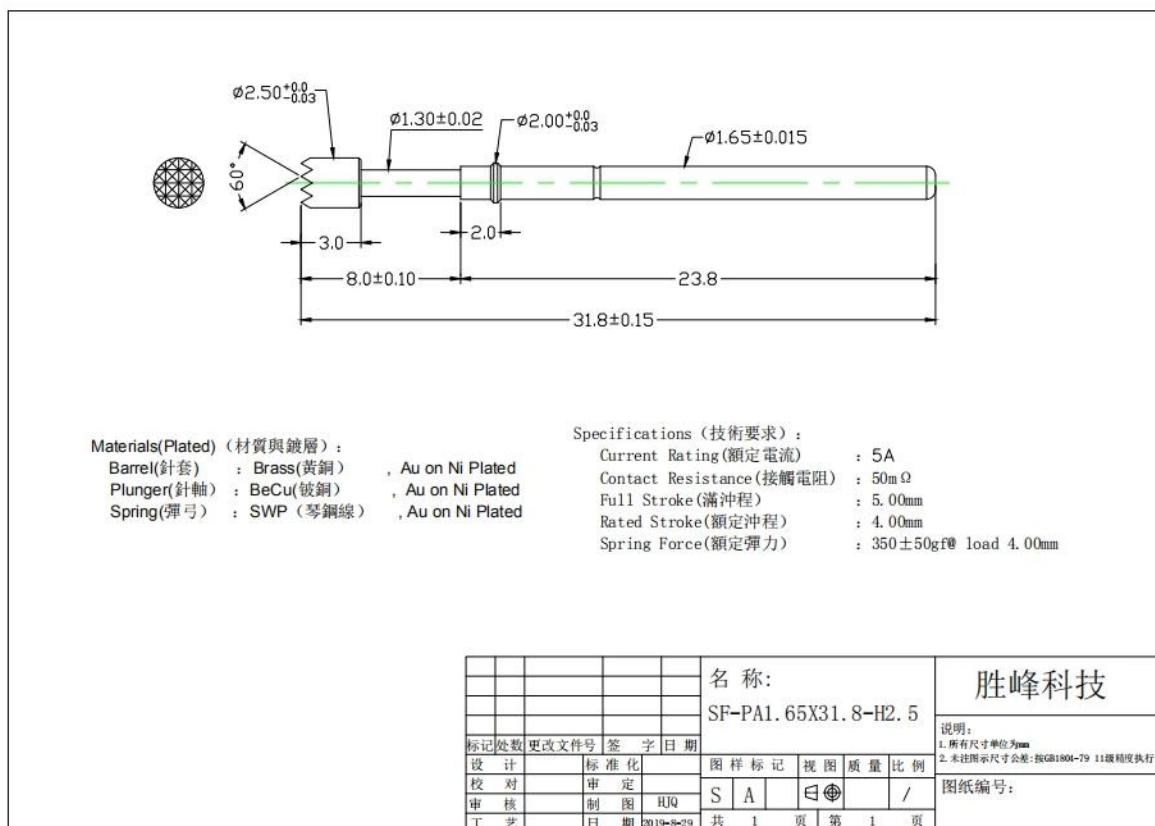 ø2.50+0.0-0.03
ø1.30±0.02
ø2.00+0.0-0.03
ø1.65±0.015
60°
3.0
2.0
8.0±0.10
23.8
31.8±0.15
Materials(Plated)（材質與鍍層）:
Barrel(針套) : Brass(黃銅) , Au on Ni Plated
Plunger(針軸) : BeCu(铍銅) , Au on Ni Plated
Spring(彈弓) : SWP（琴鋼線） , Au on Ni Plated
Specifications（技術要求）:
Current Rating(額定電流) : 5A
Contact Resistance(接觸電阻) : 50mΩ
Full Stroke(滿沖程) : 5.00mm
Rated Stroke(額定沖程) : 4.00mm
Spring Force(額定彈力) : 350±50gf@ load 4.00mm
名 称:
SF-PA1.65X31.8-H2.5
胜峰科技
说明:
1.所有尺寸单位为mm
2.未注图示尺寸公差:按GB1804-79 11级精度执行
图纸编号:
标记 处数 更改文件号 签 字 日 期
设 计 标 准 化
校 对 审 定
审 核 制 图 HJQ
工 艺 日 期 2019-8-29
图 样 标 记 视 图 质 量 比 例
S A /
共 1 页 第 1 页